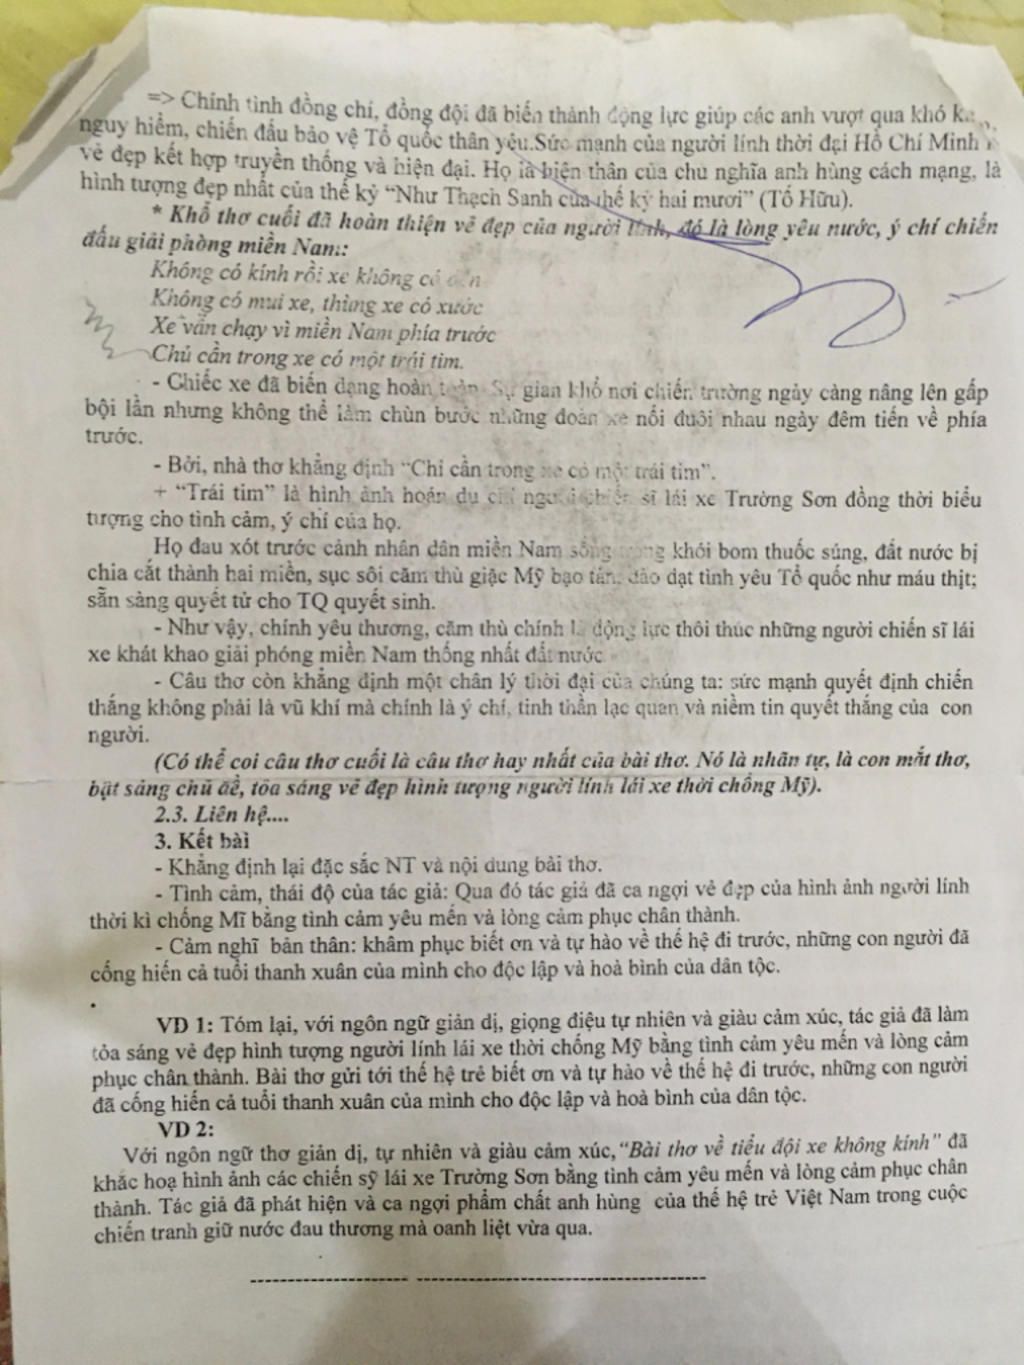 => Chính tình đồng chí, đồng đội đã biến thành động lực giúp các anh vượt qua khó
nguy hiểm, chiến đấu bảo vệ Tổ quốc thân yêu.Sức mạnh của người lính thời đại Hồ Chí Minh
vẻ đẹp kết hợp truyền thống và hiện đại. Họ là hiện thân của chủ nghĩa anh hùng cách mạng, là
hình tượng đẹp nhất của thế kỷ “Như Thạch Sanh của thế kỷ hai mươi” (Tố Hữu).
* Khổ thơ cuối đã hoàn thiện vẻ đẹp của người lính, đó là lòng yêu nước, ý chí chiến
đấu giải phòng miền Nam:
Không có kính rồi xe không có đèn
Không có mui xe, thùng xe có xước
Xe vẫn chạy vì miền Nam phía trước
Chủ cần trong xe có một trái tim.
- Chiếc xe đã biến dạng hoàn toàn. Sự gian khổ nơi chiến trường ngày càng nâng lên gấp
bội lần nhưng không thể làm chùn bước những đoàn xe nối đuôi nhau ngày đêm tiến về phía
trước.
- Bởi, nhà thơ khẳng định “Chỉ cần trong xe có một trái tim”.
+ “Trái tim” là hình ảnh hoán dụ chỉ người chiến sĩ lái xe Trường Sơn đồng thời biểu
tượng cho tình cảm, ý chí của họ.
Họ đau xót trước cảnh nhân dân miền Nam sống trong khói bom thuốc súng, đất nước bị
chia cắt thành hai miền, sục sôi căm thù giặc Mỹ bạo tàn, dào dạt tình yêu Tổ quốc như máu thịt;
sẵn sàng quyết tử cho TQ quyết sinh.
- Như vậy, chính yêu thương, căm thù chính là động lực thôi thúc những người chiến sĩ lái
xe khát khao giải phóng miền Nam thống nhất đất nước
- Câu thơ còn khẳng định một chân lý thời đại của chúng ta: sức mạnh quyết định chiến
thắng không phải là vũ khí mà chính là ý chí, tinh thần lạc quan và niềm tin quyết thắng của con
người.
(Có thể coi câu thơ cuối là câu thơ hay nhất của bài thơ. Nó là nhãn tự, là con mắt thơ,
bật sáng chủ đề, tỏa sáng vẻ đẹp hình tượng người lính lái xe thời chống Mỹ).
2.3. Liên hệ....
3. Kết bài
- Khẳng định lại đặc sắc NT và nội dung bài thơ.
- Tình cảm, thái độ của tác giả: Qua đó tác giả đã ca ngợi vẻ đẹp của hình ảnh người lính
thời kì chống Mĩ bằng tình cảm yêu mến và lòng cảm phục chân thành.
- Cảm nghĩ bản thân: khâm phục biết ơn và tự hào về thế hệ đi trước, những con người đã
cống hiến cả tuổi thanh xuân của mình cho độc lập và hoà bình của dân tộc.
.
VD 1: Tóm lại, với ngôn ngữ giản dị, giọng điệu tự nhiên và giàu cảm xúc, tác giả đã làm
tỏa sáng vẻ đẹp hình tượng người lính lái xe thời chống Mỹ bằng tình cảm yêu mến và lòng cảm
phục chân thành. Bài thơ gửi tới thế hệ trẻ biết ơn và tự hào về thế hệ đi trước, những con người
đã cống hiến cả tuổi thanh xuân của mình cho độc lập và hoà bình của dân tộc.
VD 2:
Với ngôn ngữ thơ giản dị, tự nhiên và giàu cảm xúc, “Bài thơ về tiểu đội xe không kính” đã
khắc hoạ hình ảnh các chiến sỹ lái xe Trường Sơn bằng tình cảm yêu mến và lòng cảm phục chân
thành. Tác giả đã phát hiện và ca ngợi phẩm chất anh hùng của thế hệ trẻ Việt Nam trong cuộc
chiến tranh giữ nước đau thương mà oanh liệt vừa qua.